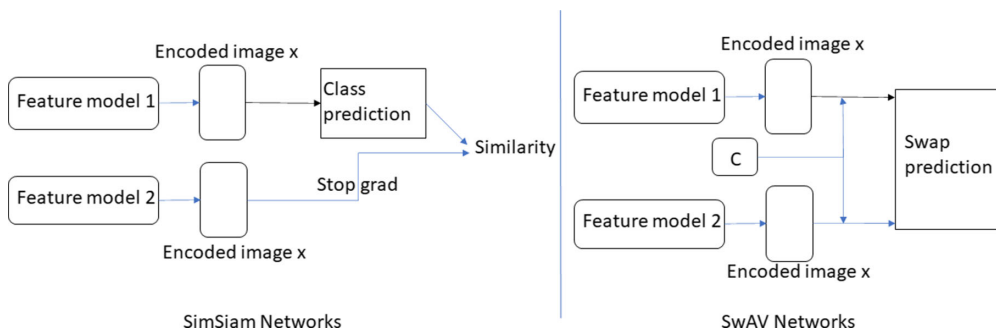 Encoded image x
Feature model 1
Class
prediction
Similarity
Stop grad
Feature model 2
Encoded image x
SimSiam Networks
Encoded image x
Feature model 1
C
Swap
prediction
Feature model 2
Encoded image x
SwAV Networks